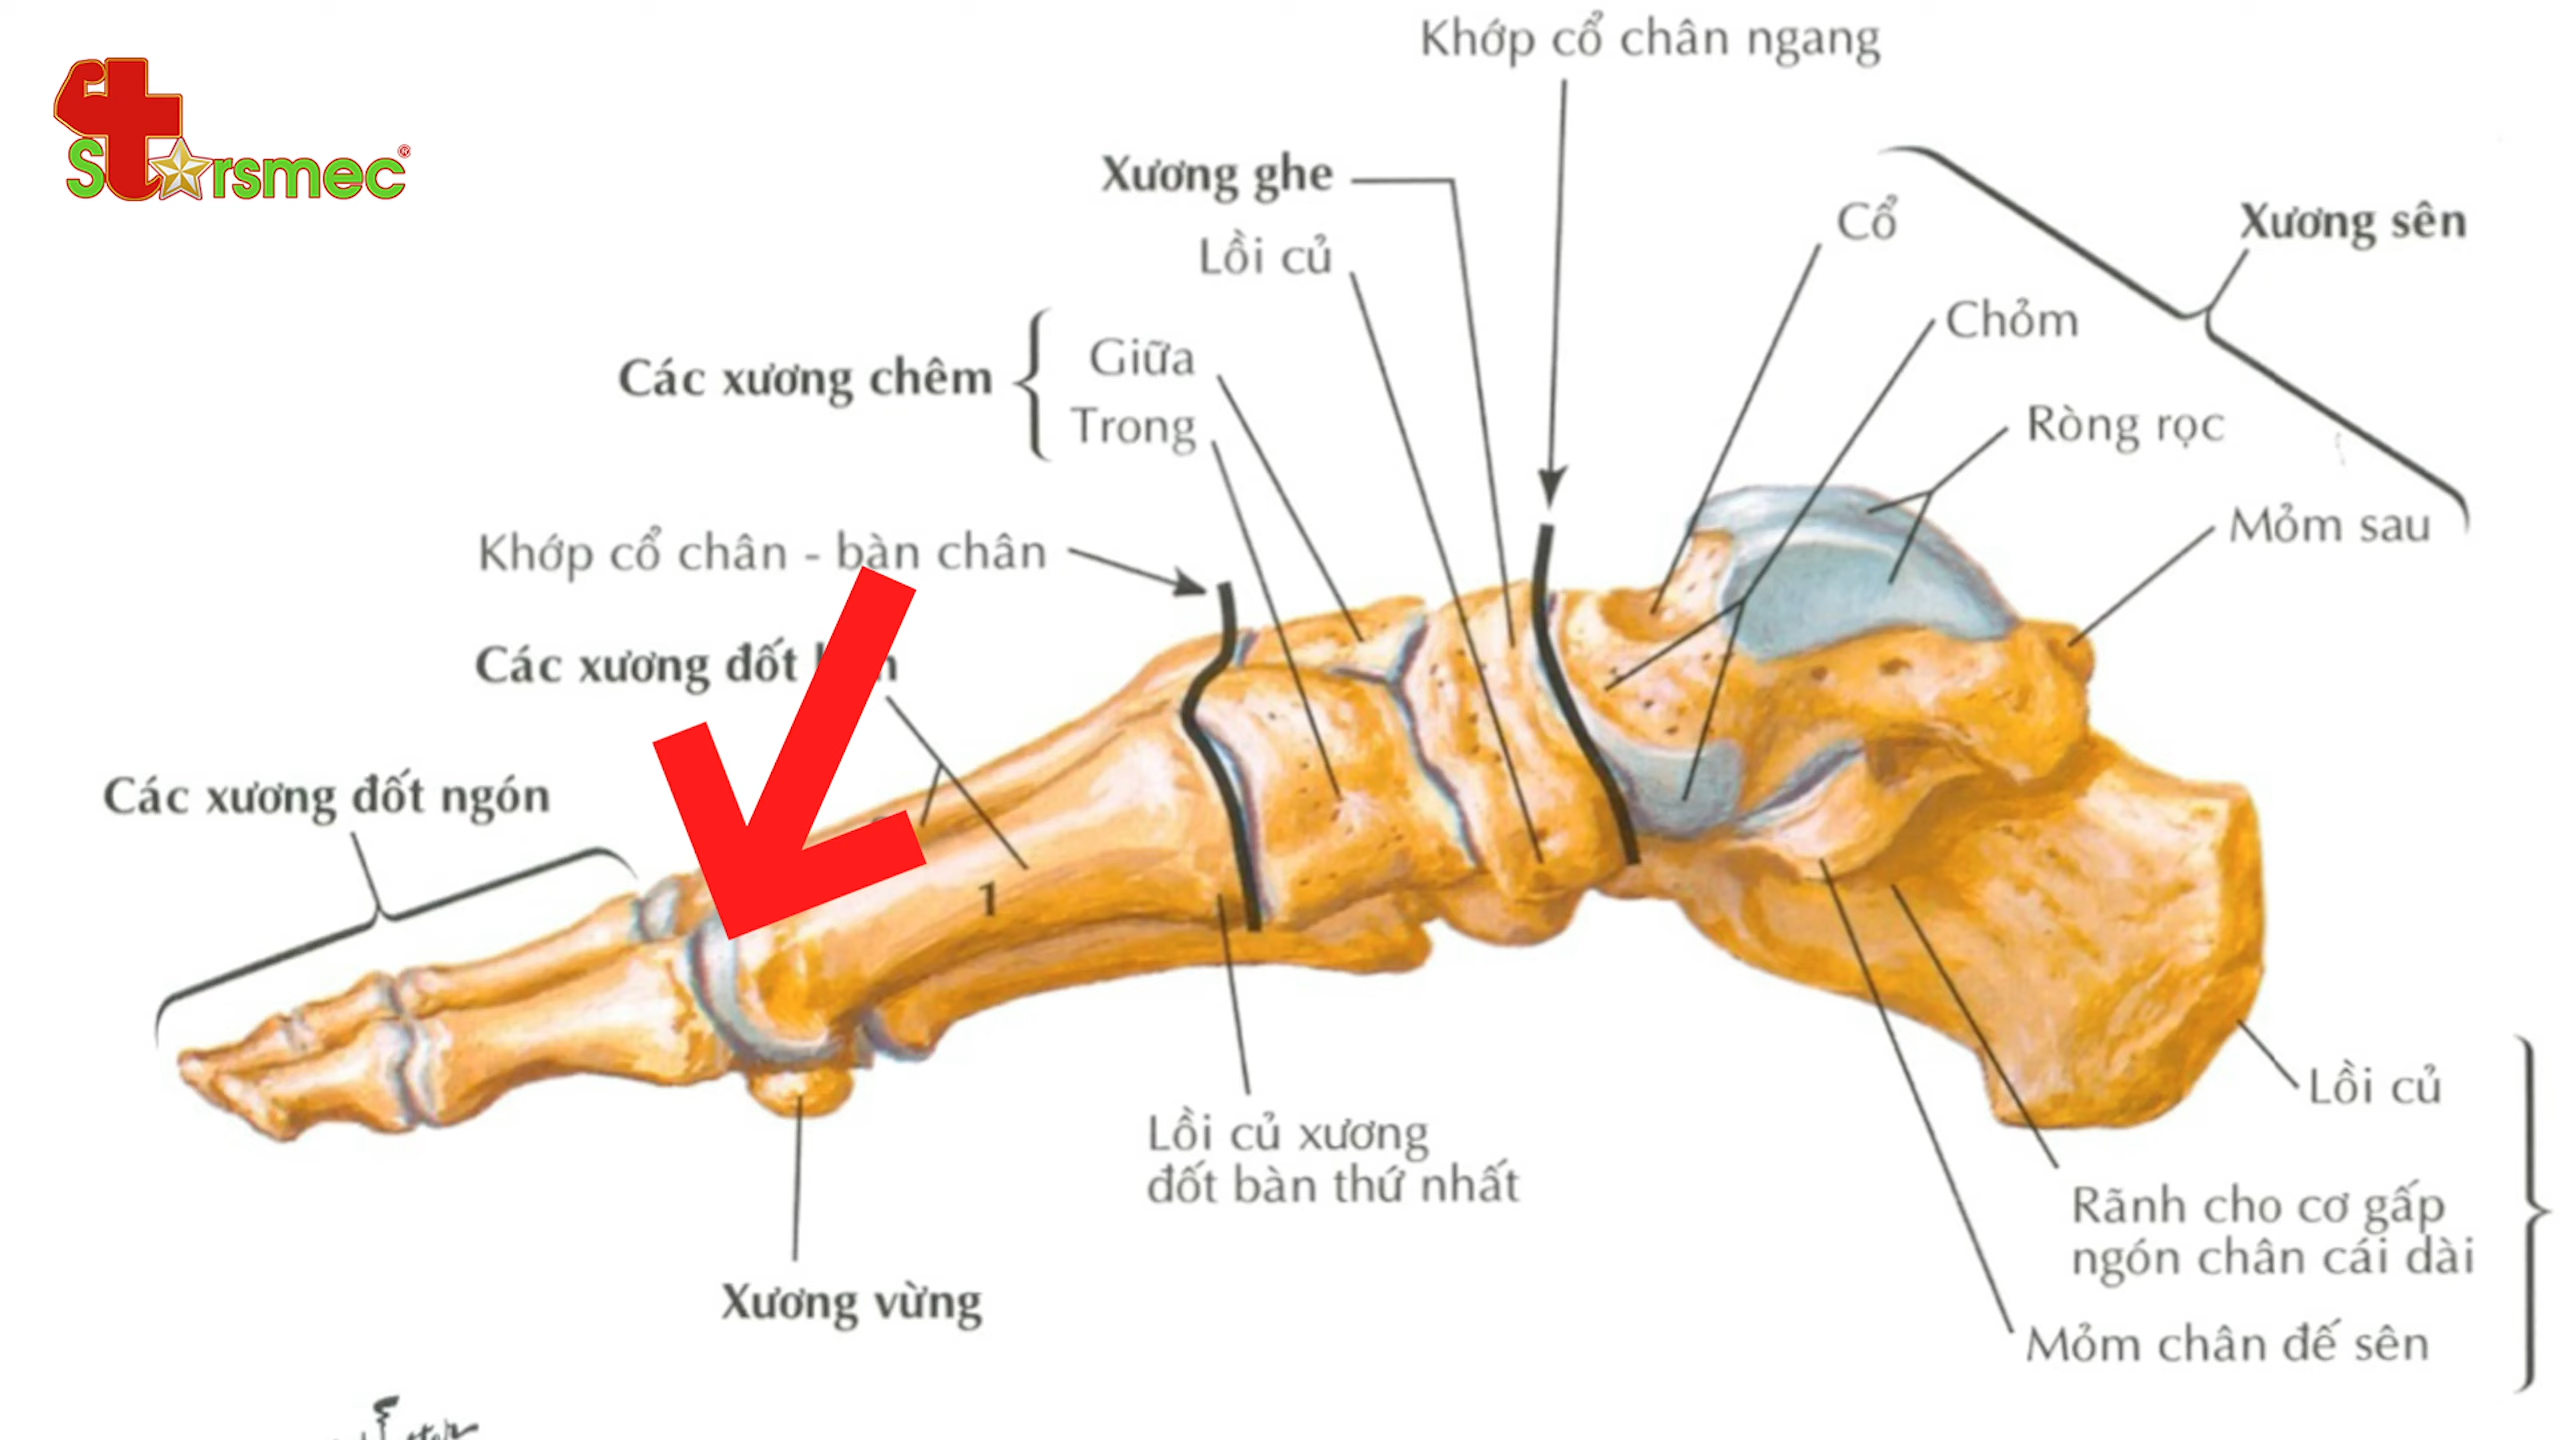 Khớp cổ chân ngang
Starsmec®
Xương ghe
Lồi củ
Cổ
Xương sên
Chỏm
Các xương chêm
Giữa
Trong
Ròng rọc
Mỏm sau
Khớp cổ chân - bàn chân
Các xương đốt
Các xương đốt ngón
1
Lồi củ
Lồi củ xương
đốt bàn thứ nhất
Rãnh cho cơ gấp
ngón chân cái dài
Xương vừng
Mỏm chân đế sên